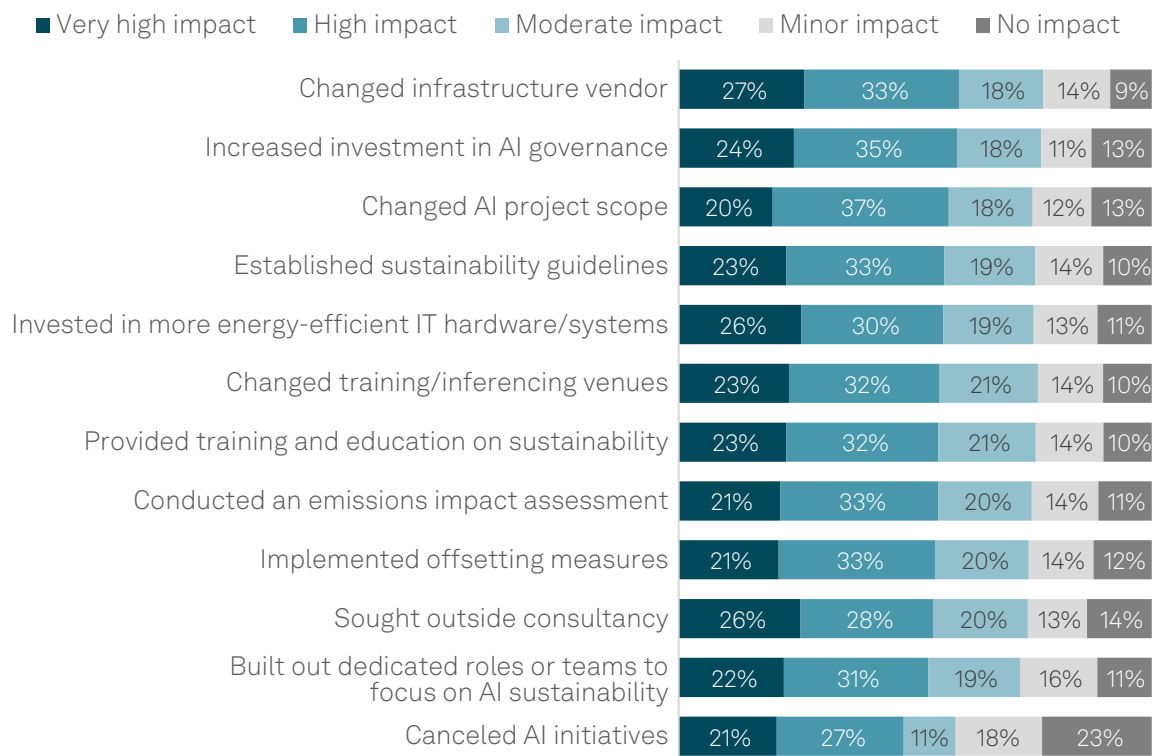 Very high impact High impact Moderate impact Minor impact No impact
Changed infrastructure vendor 27% 33% 18% 14% 9%
Increased investment in AI governance 24% 35% 18% 11% 13%
Changed AI project scope 20% 37% 18% 12% 13%
Established sustainability guidelines 23% 33% 19% 14% 10%
Invested in more energy-efficient IT hardware/systems 26% 30% 19% 13% 11%
Changed training/inferencing venues 23% 32% 21% 14% 10%
Provided training and education on sustainability 23% 32% 21% 14% 10%
Conducted an emissions impact assessment 21% 33% 20% 14% 11%
Implemented offsetting measures 21% 33% 20% 14% 12%
Sought outside consultancy 26% 28% 20% 13% 14%
Built out dedicated roles or teams to
focus on AI sustainability 22% 31% 19% 16% 11%
Canceled AI initiatives 21% 27% 11% 18% 23%